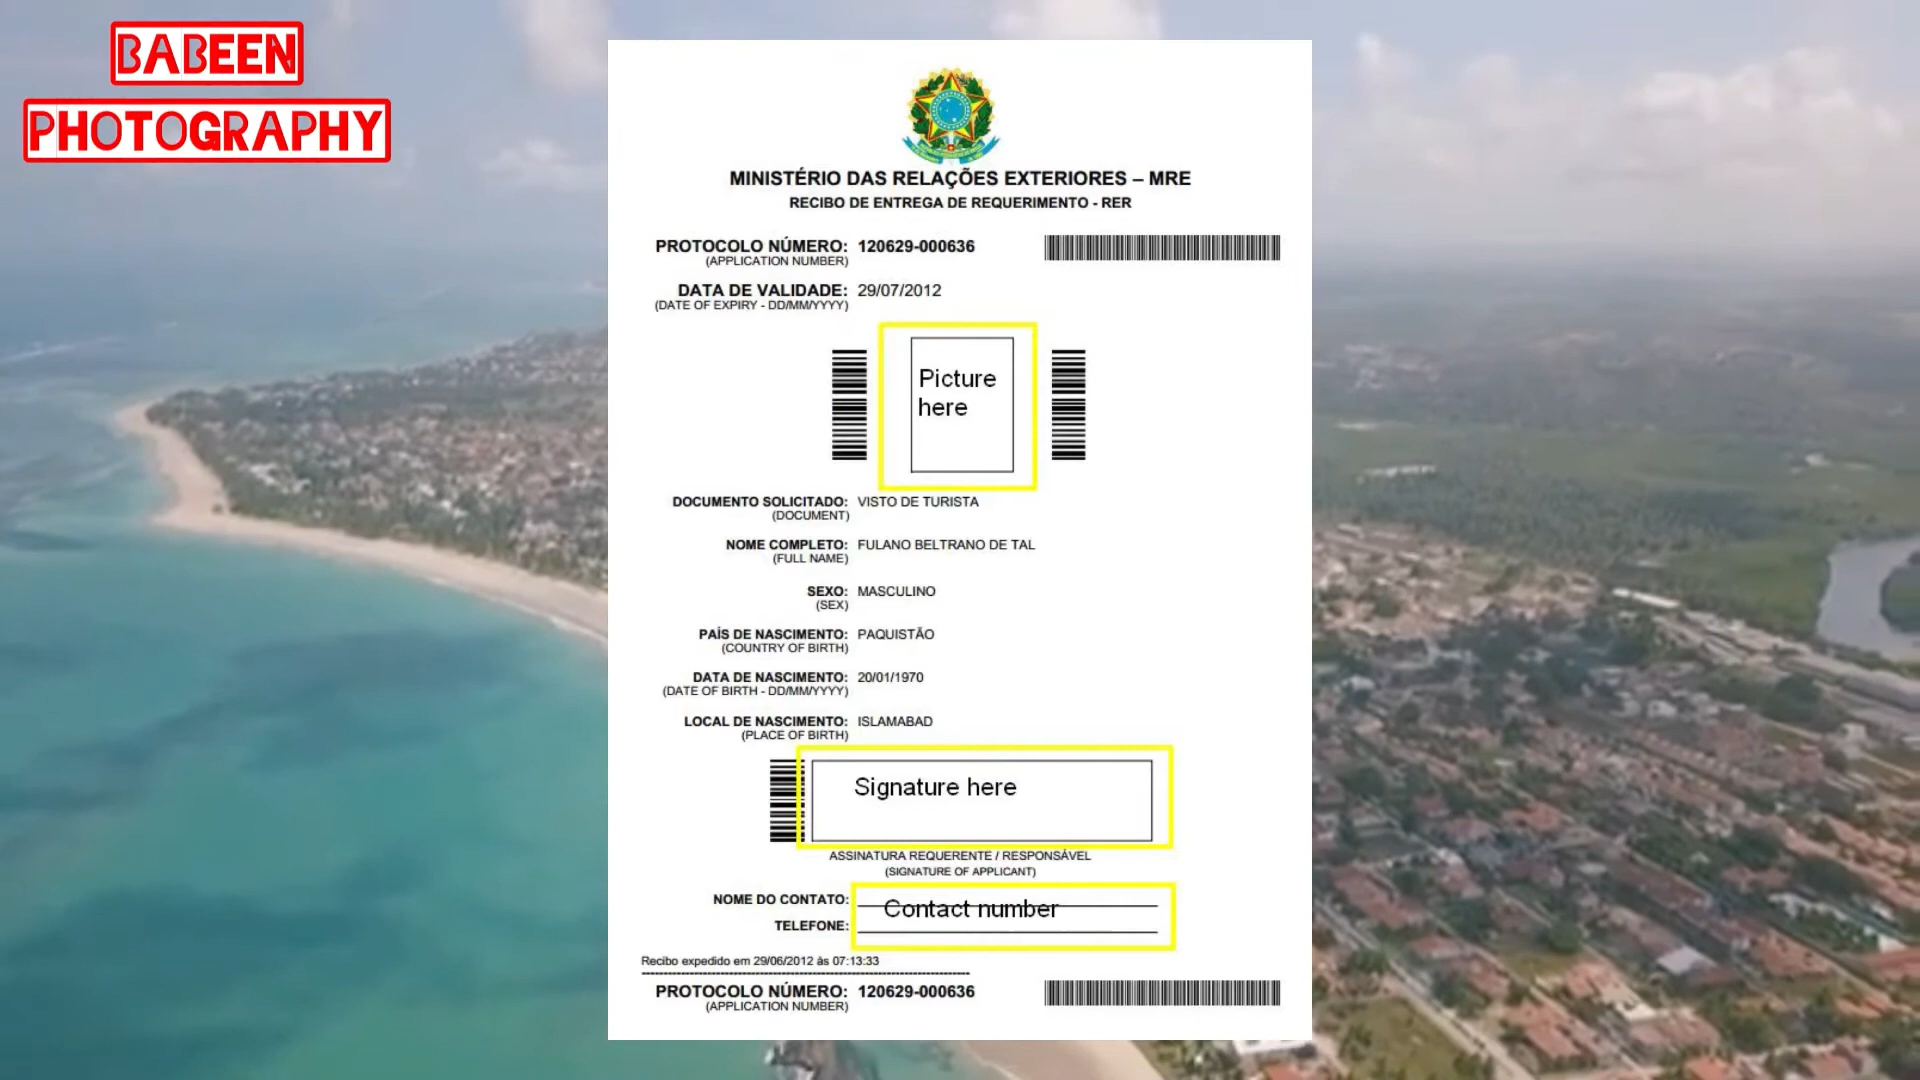 BABEEN
PHOTOGRAPHY
MINISTÉRIO DAS RELAÇÕES EXTERIORES – MRE
RECIBO DE ENTREGA DE REQUERIMENTO - RER
PROTOCOLO NÚMERO: 120629-000636
(APPLICATION NUMBER)
DATA DE VALIDADE: 29/07/2012
(DATE OF EXPIRY - DD/MM/YYYY)
Picture
here
DOCUMENTO SOLICITADO: VISTO DE TURISTA
(DOCUMENT)
NOME COMPLETO: FULANO BELTRANO DE TAL
(FULL NAME)
SEXO: MASCULINO
(SEX)
PAÍS DE NASCIMENTO: PAQUISTÃO
(COUNTRY OF BIRTH)
DATA DE NASCIMENTO: 20/01/1970
(DATE OF BIRTH - DD/MM/YYYY)
LOCAL DE NASCIMENTO: ISLAMABAD
(PLACE OF BIRTH)
Signature here
ASSINATURA REQUERENTE / RESPONSÁVEL
(SIGNATURE OF APPLICANT)
NOME DO CONTATO:
Contact number
TELEFONE:
Recibo expedido em 29/06/2012 às 07:13:33
PROTOCOLO NÚMERO: 120629-000636
(APPLICATION NUMBER)